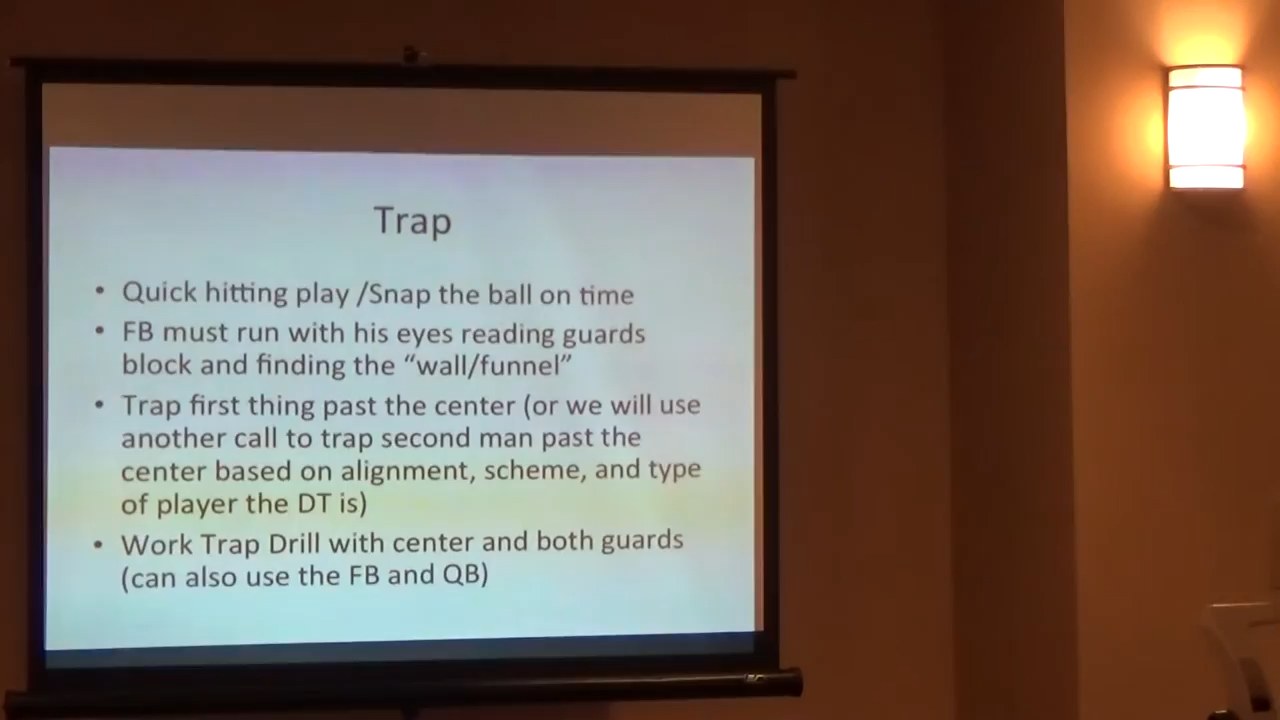 Trap
• Quick hitting play /Snap the ball on time
• FB must run with his eyes reading guards
block and finding the “wall/funnel”
• Trap first thing past the center (or we will use
another call to trap second man past the
center based on alignment, scheme, and type
of player the DT is)
• Work Trap Drill with center and both guards
(can also use the FB and QB)